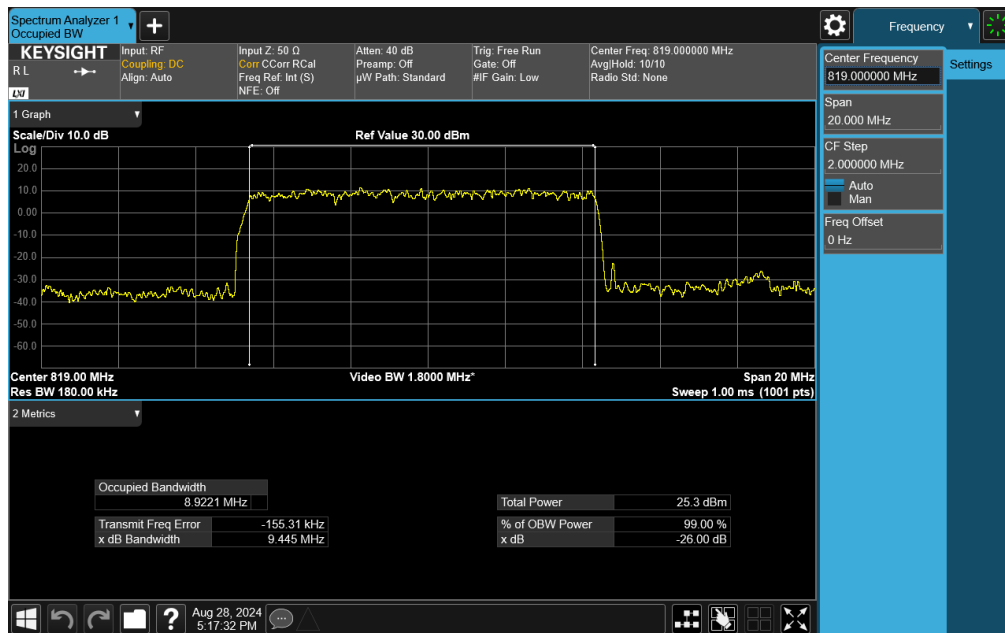 Spectrum Analyzer 1
Occupied BW
Frequency
KEYSIGHT
R L
LXI
Input: RF
Coupling: DC
Align: Auto
Input Z: 50 Ω
Corr CCorr RCal
Freq Ref: Int (S)
NFE: Off
Atten: 40 dB
Preamp: Off
µW Path: Standard
Trig: Free Run
Gate: Off
#IF Gain: Low
Center Freq: 819.000000 MHz
Avg|Hold: 10/10
Radio Std: None
Center Frequency
819.000000 MHz
Settings
Span
20.000 MHz
CF Step
2.000000 MHz
Auto
Man
Freq Offset
0 Hz
1 Graph
Scale/Div 10.0 dB
Ref Value 30.00 dBm
Log
20.0
10.0
0.00
-10.0
-20.0
-30.0
-40.0
-50.0
-60.0
Center 819.00 MHz
Video BW 1.8000 MHz*
Span 20 MHz
Res BW 180.00 kHz
Sweep 1.00 ms (1001 pts)
2 Metrics
Occupied Bandwidth
8.9221 MHz
Total Power 25.3 dBm
Transmit Freq Error -155.31 kHz
% of OBW Power 99.00 %
x dB Bandwidth 9.445 MHz
x dB -26.00 dB
?
Aug 28, 2024
5:17:32 PM